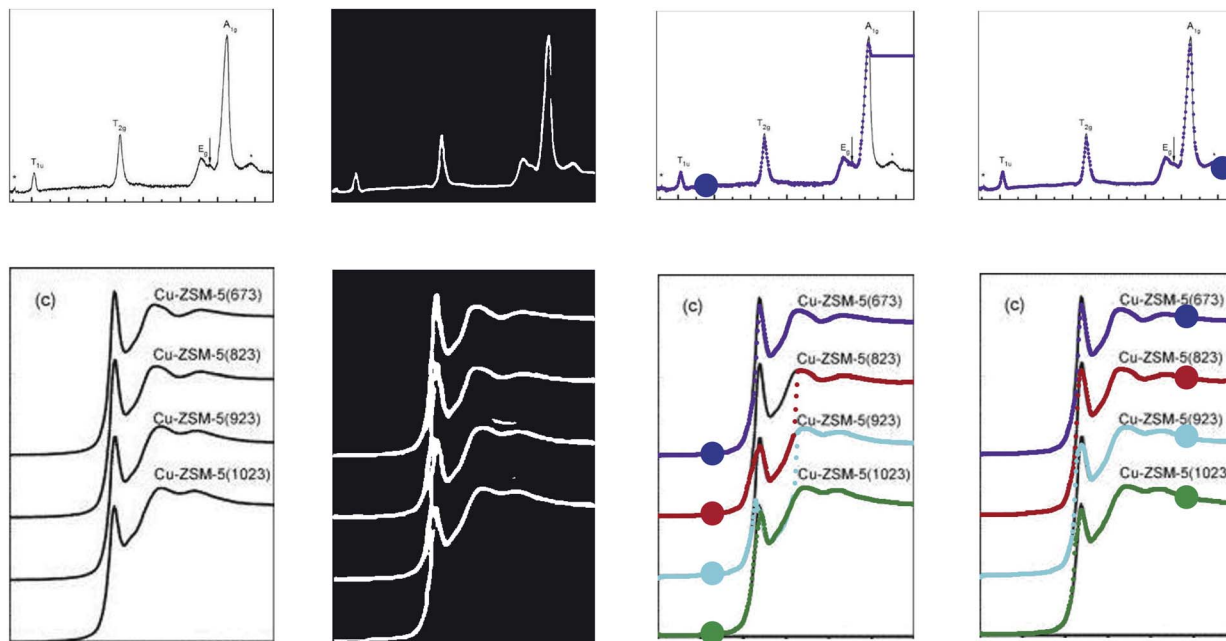 A1g
T2g
Eg
*
T1u
*
A1g
T2g
Eg
*
T1u
*
A1g
T2g
Eg
*
T1u
*
(c) Cu-ZSM-5(673)
Cu-ZSM-5(823)
Cu-ZSM-5(923)
Cu-ZSM-5(1023)
(c) Cu-ZSM-5(673)
Cu-ZSM-5(823)
Cu-ZSM-5(923)
Cu-ZSM-5(1023)
(c) Cu-ZSM-5(673)
Cu-ZSM-5(823)
Cu-ZSM-5(923)
Cu-ZSM-5(1023)